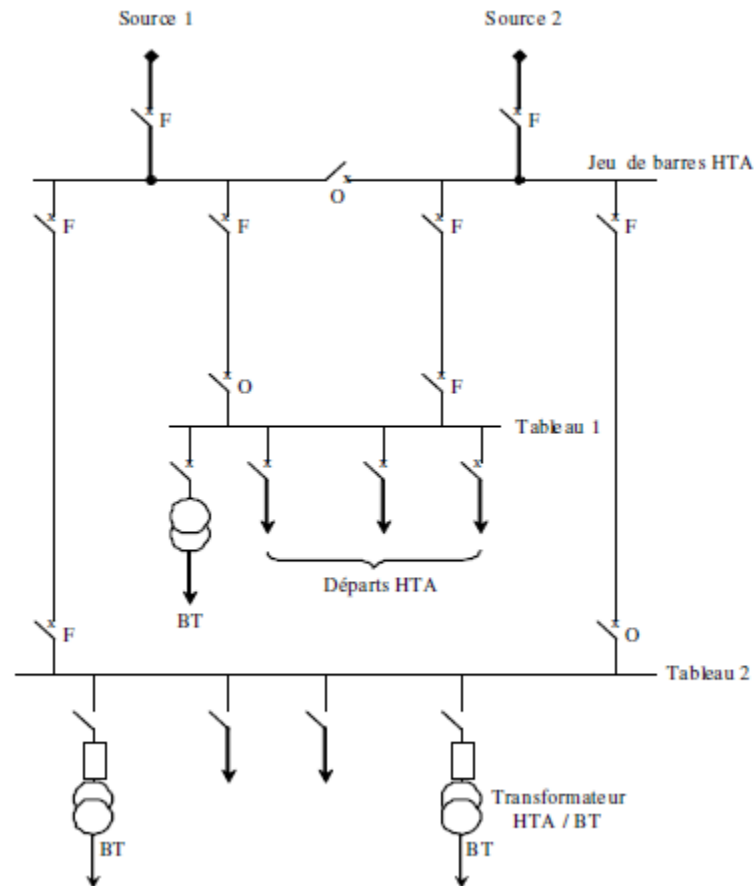 Source 1
Source 2
F
F
Jeu de barres HTA
O
F
F
F
F
O
F
Tableau 1
Départs HTA
BT
F
O
Tableau 2
Transformateur
HTA / BT
BT
BT